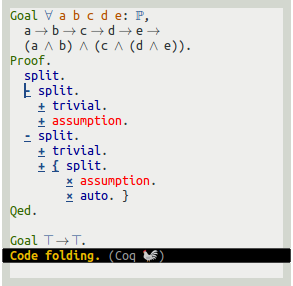 Goal ∀ a b c d e: ℙ,
a → b → c → d → e →
(a ∧ b) ∧ (c ∧ (d ∧ e)).
Proof.
split.
- split.
+ trivial.
+ assumption.
- split.
+ trivial.
+ { split.
× assumption.
× auto. }
Qed.
Goal ⊤→⊤.
Code folding. (Coq 🐓)